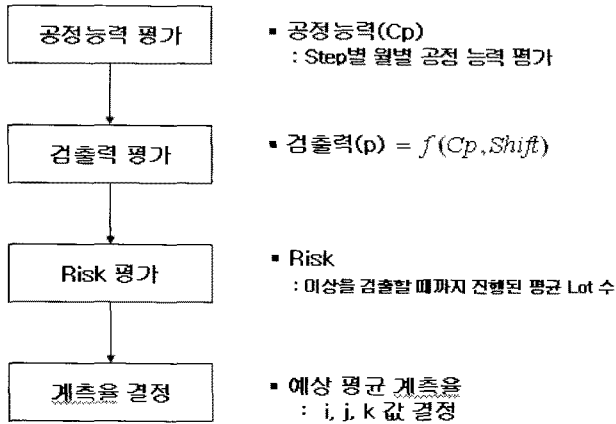 공정능력 평가
▪ 공정능력(Cp)
: Step별 월별 공정 능력 평가
검출력 평가
▪ 검출력(p) = f(Cp,Shift)
Risk 평가
▪ Risk
: 이상을 검출할 때까지 진행된 평균 Lot 수
계측율 결정
▪ 예상 평균 계측율
: i, j, k 값 결정